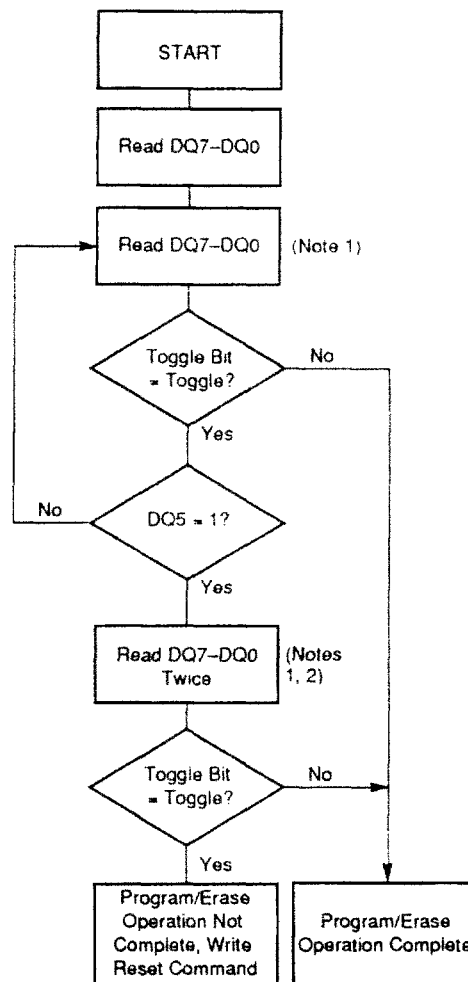 START
Read DQ7–DQ0
Read DQ7–DQ0
(Note 1)
Toggle Bit
= Toggle?
No
Yes
No
DQ5 = 1?
Yes
Read DQ7–DQ0
Twice
(Notes
1, 2)
Toggle Bit
= Toggle?
No
Yes
Program/Erase
Operation Not
Complete, Write
Reset Command
Program/Erase
Operation Complete